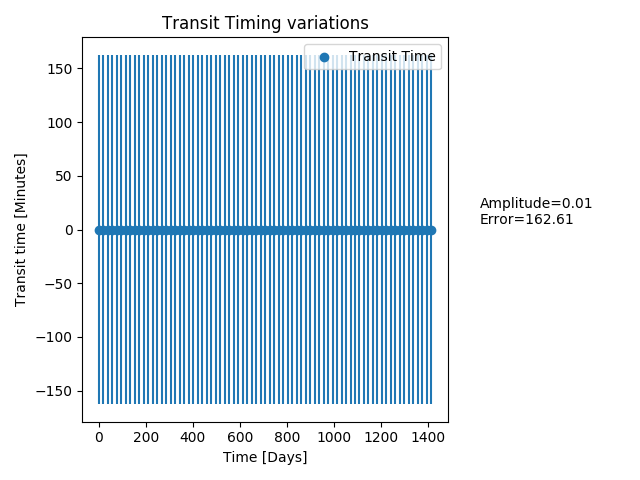 Transit Timing variations
Transit Time
150
100
50
0
−50
−100
−150
Transit time [Minutes]
0 200 400 600 800 1000 1200 1400
Time [Days]
Amplitude=0.01
Error=162.61